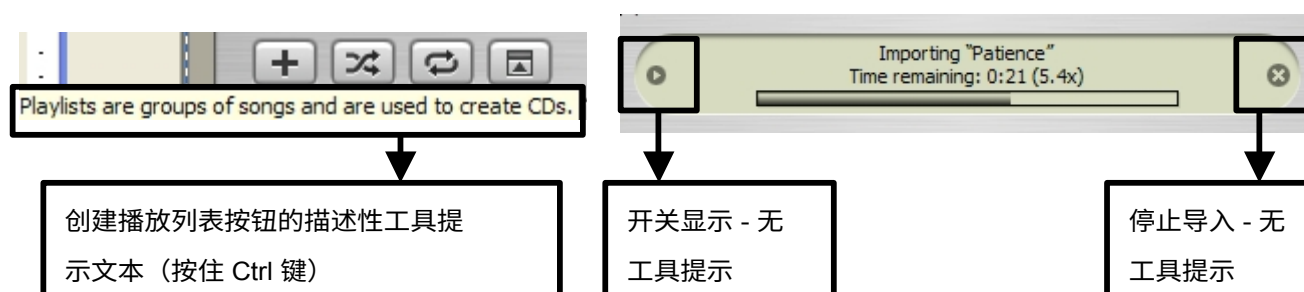 Playlists are groups of songs and are used to create CDs.
Importing “Patience”
Time remaining: 0:21 (5.4x)
创建播放列表按钮的描述性工具提
示文本（按住 Ctrl 键）
开关显示 - 无
工具提示
停止导入 - 无
工具提示